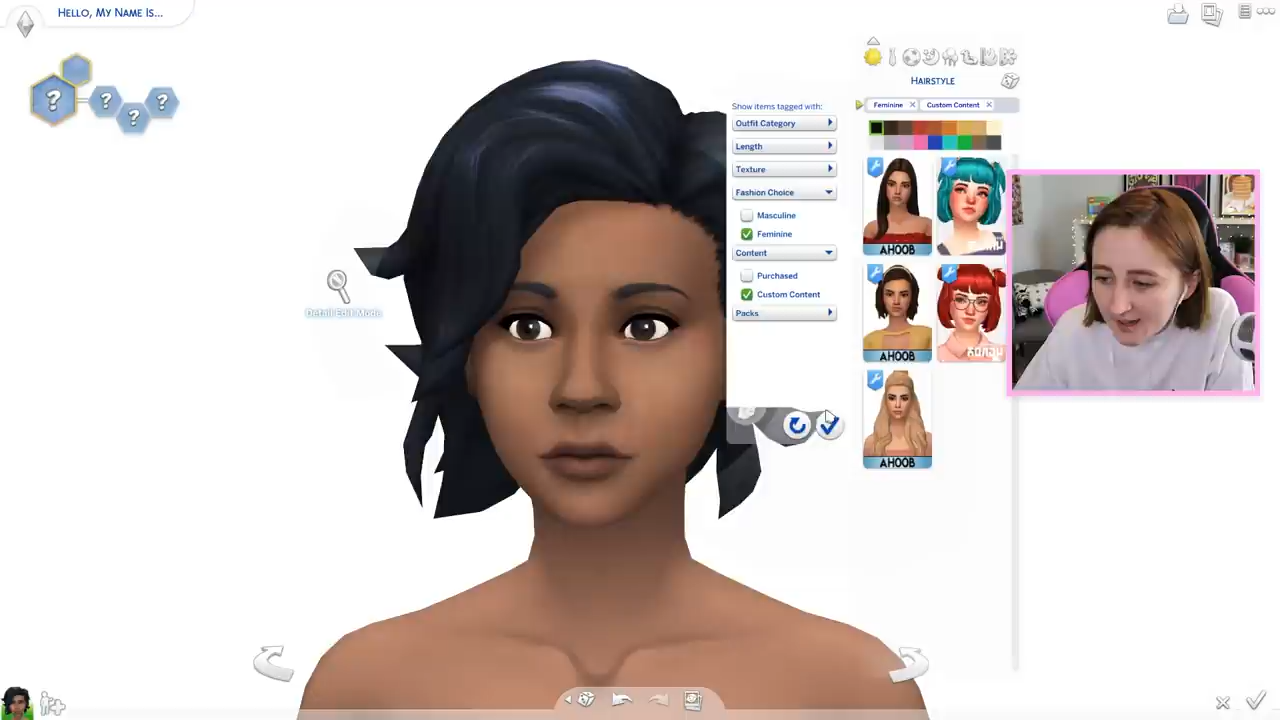 Hello, My Name Is...
Hairstyle
Feminine
Custom Content
Show items tagged with:
Outfit Category
Length
Texture
Fashion Choice
Masculine
Feminine
Content
Purchased
Custom Content
Packs
Detail Edit Mode
AHOOB
AHOOB
AHOOB